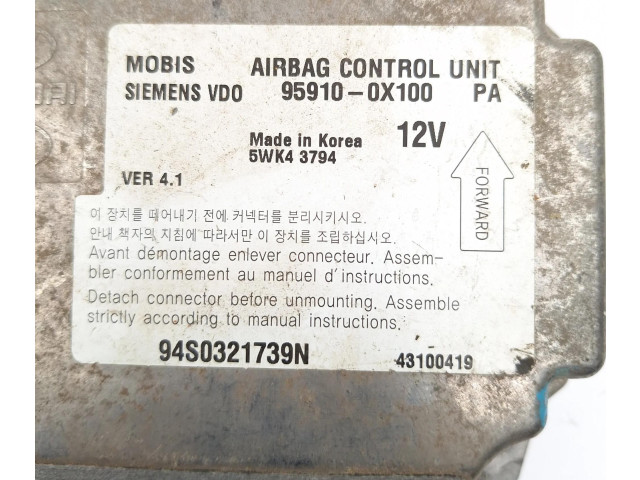 MOBIS AIRBAG CONTROL UNIT
SIEMENS VDO 95910-0X100 PA
Made in Korea 12V
5WK4 3794
VER 4.1
FORWARD
이 장치를 떼어내기 전에 커넥터를 분리시키시오.
안내 책자의 지침에 따라서만 이 장치를 조립하십시오.
Avant démontage enlever connecteur. Assem-
bler conformement au manuel d'instructions.
Detach connector before unmounting. Assemble
strictly according to manual instructions.
94S0321739N 43100419